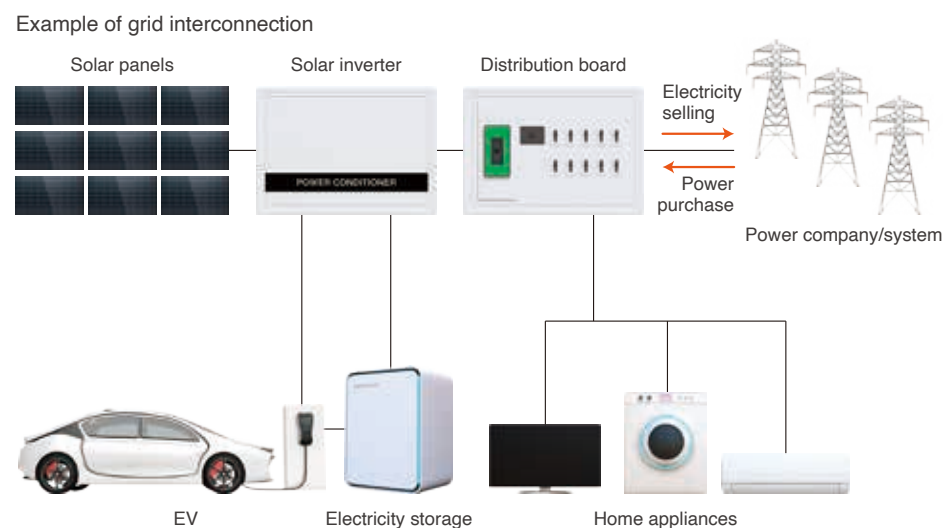 Example of grid interconnection
Solar panels
Solar inverter
Distribution board
Electricity
selling
POWER CONDITIONER
Power
purchase
Power company/system
EV
Electricity storage
Home appliances